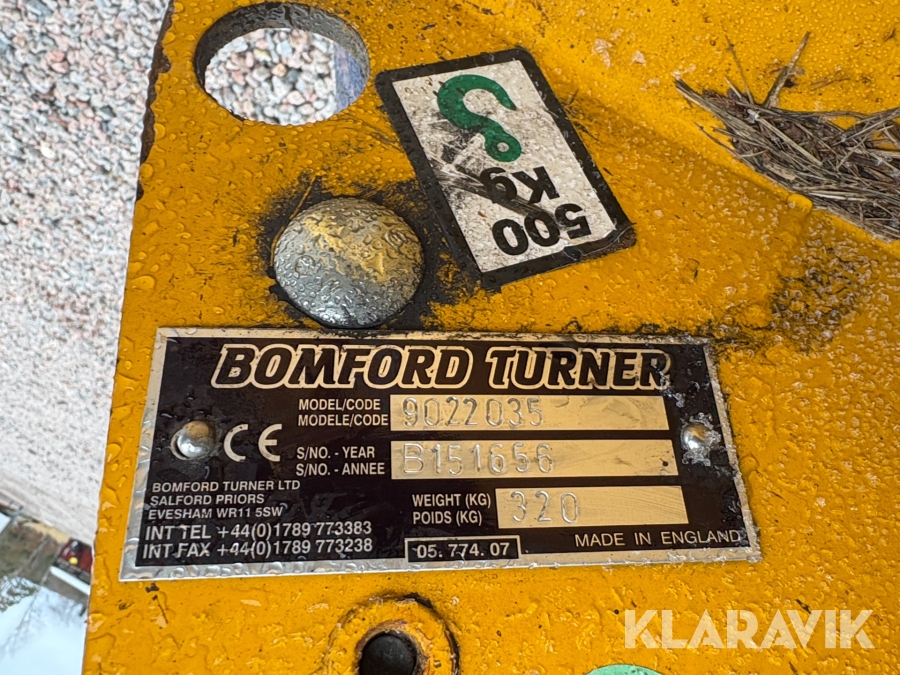 500
Kg
BOMFORD TURNER
MODEL/CODE
MODELE/CODE
9022035
CE
S/NO. - YEAR
S/NO. - ANNEE
B151656
BOMFORD TURNER LTD
SALFORD PRIORS
EVESHAM WR11 5SW
WEIGHT (KG)
POIDS (KG)
320
INT TEL +44(0)1789 773383
INT FAX +44(0)1789 773238
05. 774. 07
MADE IN ENGLAND
KLARAVIK